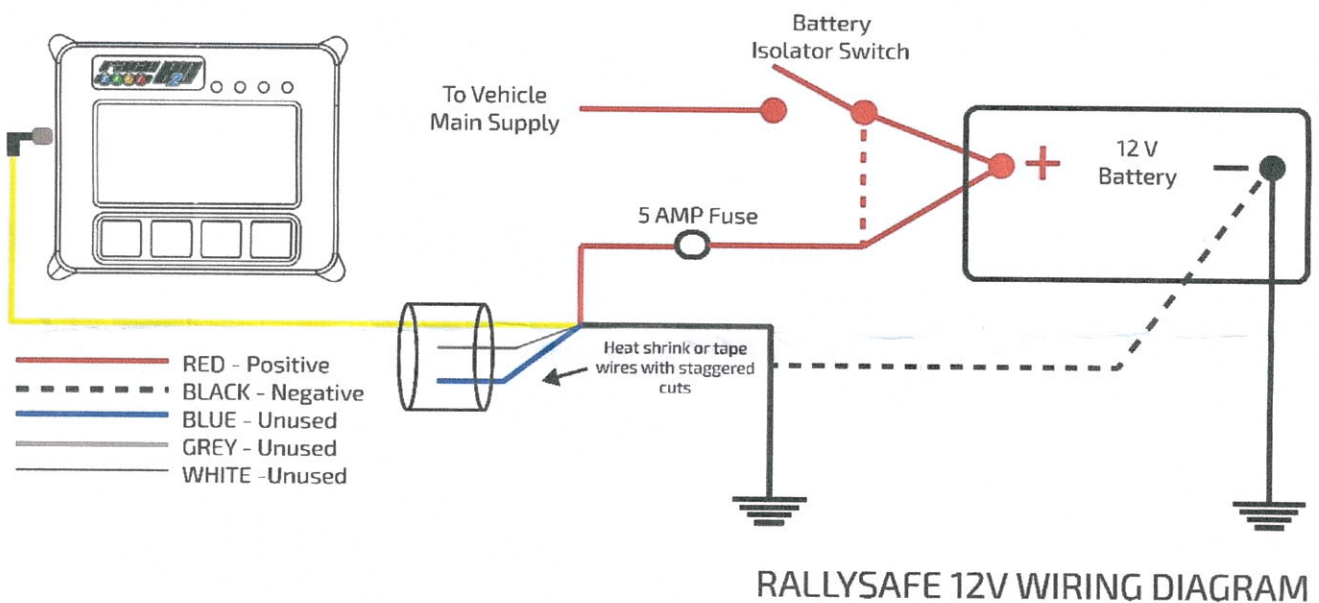 Battery
Isolator Switch
To Vehicle
Main Supply
12 V
Battery
+
−
5 AMP Fuse
Heat shrink or tape
wires with staggered
cuts
RED - Positive
BLACK - Negative
BLUE - Unused
GREY - Unused
WHITE -Unused
RALLYSAFE 12V WIRING DIAGRAM